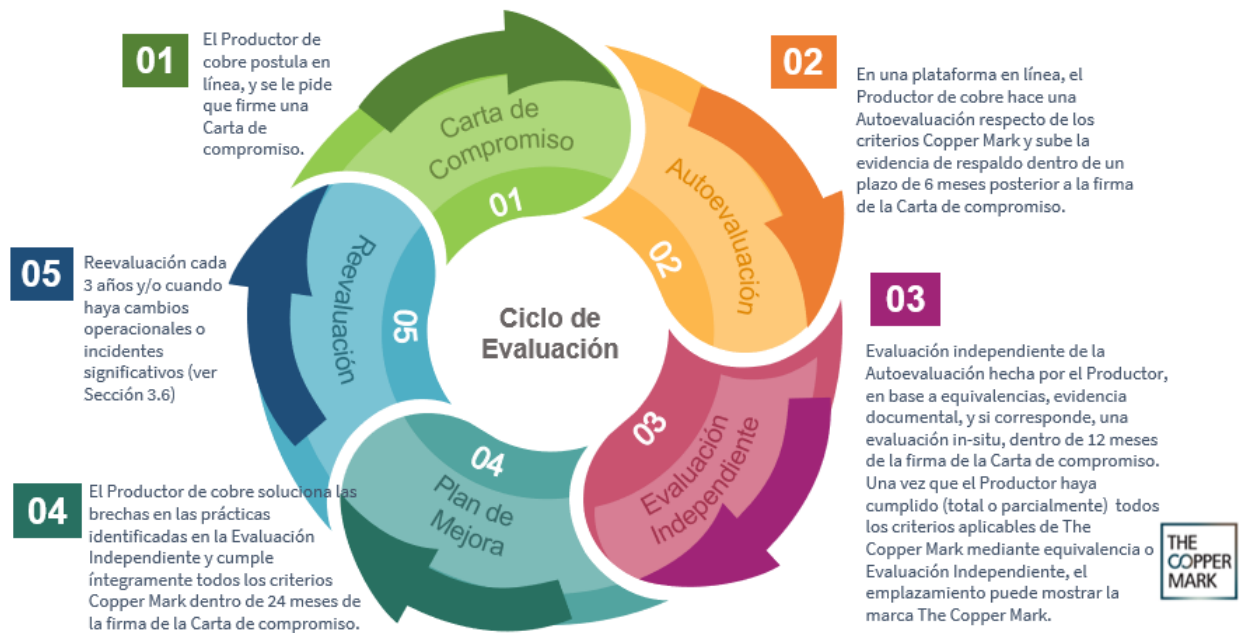 01
El Productor de
cobre postula en
línea, y se le pide
que firme una
Carta de
compromiso.
Carta de
Compromiso
01
02
En una plataforma en línea, el
Productor de cobre hace una
Autoevaluación respecto de los
criterios Copper Mark y sube la
evidencia de respaldo dentro de un
plazo de 6 meses posterior a la firma
de la Carta de compromiso.
Autoevaluación
02
03
Evaluación independiente de la
Autoevaluación hecha por el Productor,
en base a equivalencias, evidencia
documental, y si corresponde, una
evaluación in-situ, dentro de 12 meses
de la firma de la Carta de compromiso.
Una vez que el Productor haya
cumplido (total o parcialmente) todos
los criterios aplicables de The
Copper Mark mediante equivalencia o
Evaluación Independiente, el
emplazamiento puede mostrar la
marca The Copper Mark.
03
Evaluación
Independiente
04
El Productor de cobre soluciona las
brechas en las prácticas
identificadas en la Evaluación
Independiente y cumple
íntegramente todos los criterios
Copper Mark dentro de 24 meses de
la firma de la Carta de compromiso.
04
Plan de
Mejora
05
Reevaluación cada
3 años y/o cuando
haya cambios
operacionales o
incidentes
significativos (ver
Sección 3.6)
Reevaluación
05
Ciclo de
Evaluación
THE
COPPER
MARK